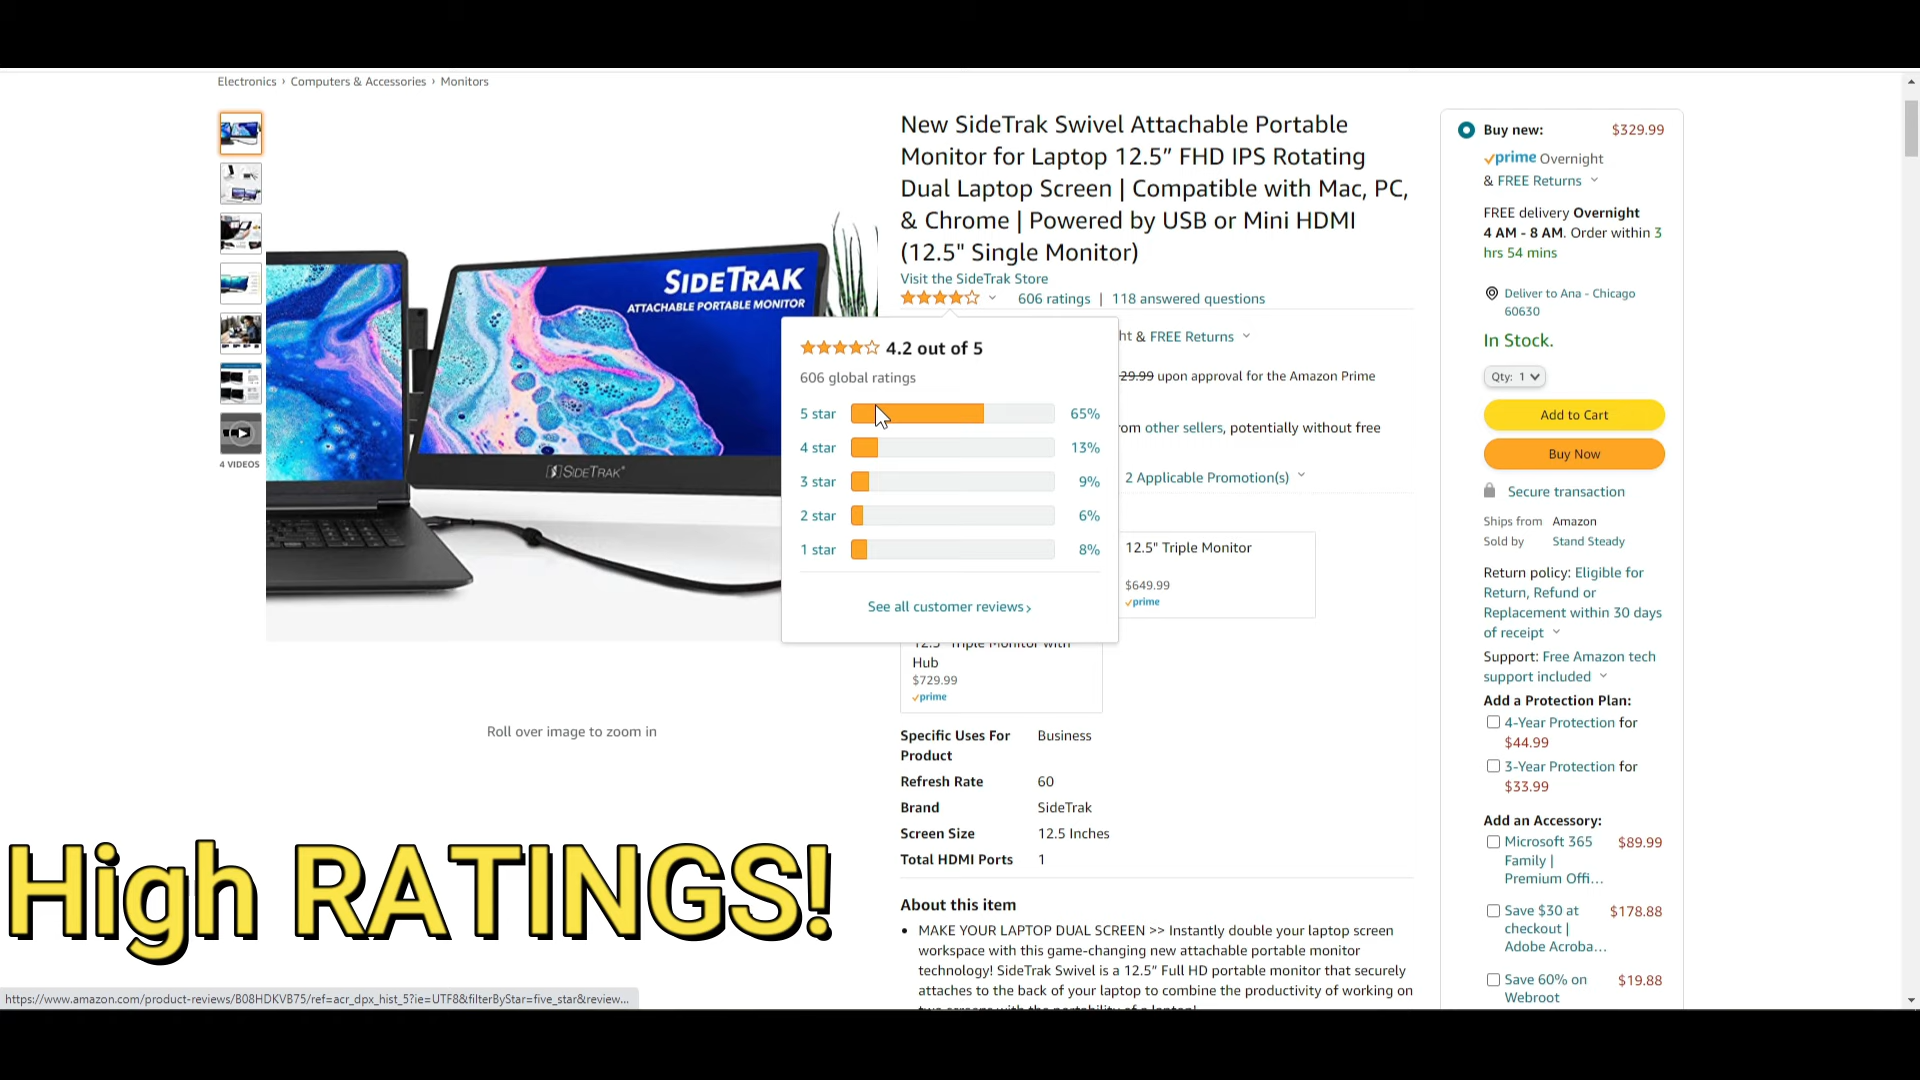 Electronics › Computers & Accessories › Monitors
New SideTrak Swivel Attachable Portable
Monitor for Laptop 12.5” FHD IPS Rotating
Dual Laptop Screen | Compatible with Mac, PC,
& Chrome | Powered by USB or Mini HDMI
(12.5" Single Monitor)
Visit the SideTrak Store
606 ratings | 118 answered questions
SIDETRAK
ATTACHABLE PORTABLE MONITOR
SIDETRAK
4 VIDEOS
Roll over image to zoom in
4.2 out of 5
606 global ratings
5 star 65%
4 star 13%
3 star 9%
2 star 6%
1 star 8%
See all customer reviews ›
& FREE Returns
29.99 upon approval for the Amazon Prime
other sellers, potentially without free
2 Applicable Promotion(s)
12.5" Triple Monitor
$649.99
prime
12.5" Triple Monitor with
Hub
$729.99
prime
Specific Uses For Business
Product
Refresh Rate 60
Brand SideTrak
Screen Size 12.5 Inches
Total HDMI Ports 1
About this item
• MAKE YOUR LAPTOP DUAL SCREEN >> Instantly double your laptop screen
workspace with this game-changing new attachable portable monitor
technology! SideTrak Swivel is a 12.5” Full HD portable monitor that securely
attaches to the back of your laptop to combine the productivity of working on
two screens with the portability of a laptop!
Buy new: $329.99
prime Overnight
& FREE Returns
FREE delivery Overnight
4 AM - 8 AM. Order within 3
hrs 54 mins
Deliver to Ana - Chicago
60630
In Stock.
Qty: 1
Add to Cart
Buy Now
Secure transaction
Ships from Amazon
Sold by Stand Steady
Return policy: Eligible for
Return, Refund or
Replacement within 30 days
of receipt
Support: Free Amazon tech
support included
Add a Protection Plan:
4-Year Protection for
$44.99
3-Year Protection for
$33.99
Add an Accessory:
Microsoft 365 $89.99
Family |
Premium Offi...
Save $30 at $178.88
checkout |
Adobe Acroba...
Save 60% on $19.88
Webroot
High RATINGS!
https://www.amazon.com/product-reviews/B08HDKVB75/ref=acr_dpx_hist_5?ie=UTF8&filterByStar=five_star&review...